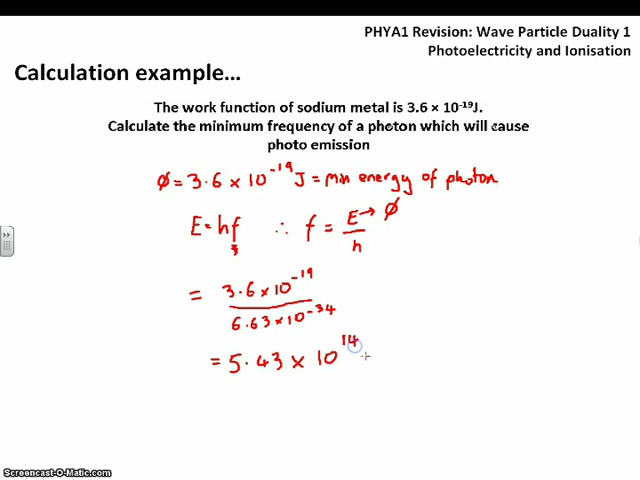 PHYA1 Revision: Wave Particle Duality 1
Photoelectricity and Ionisation
Calculation example…
The work function of sodium metal is 3.6 × 10⁻¹⁹J.
Calculate the minimum frequency of a photon which will cause
photo emission
ϕ = 3.6 × 10⁻¹⁹ J = min energy of photon
E = hf ∴ f = E/h → ϕ
= 3.6 × 10⁻¹⁹
6.63 × 10⁻³⁴
= 5.43 × 10¹⁴
Screencast-O-Matic.com